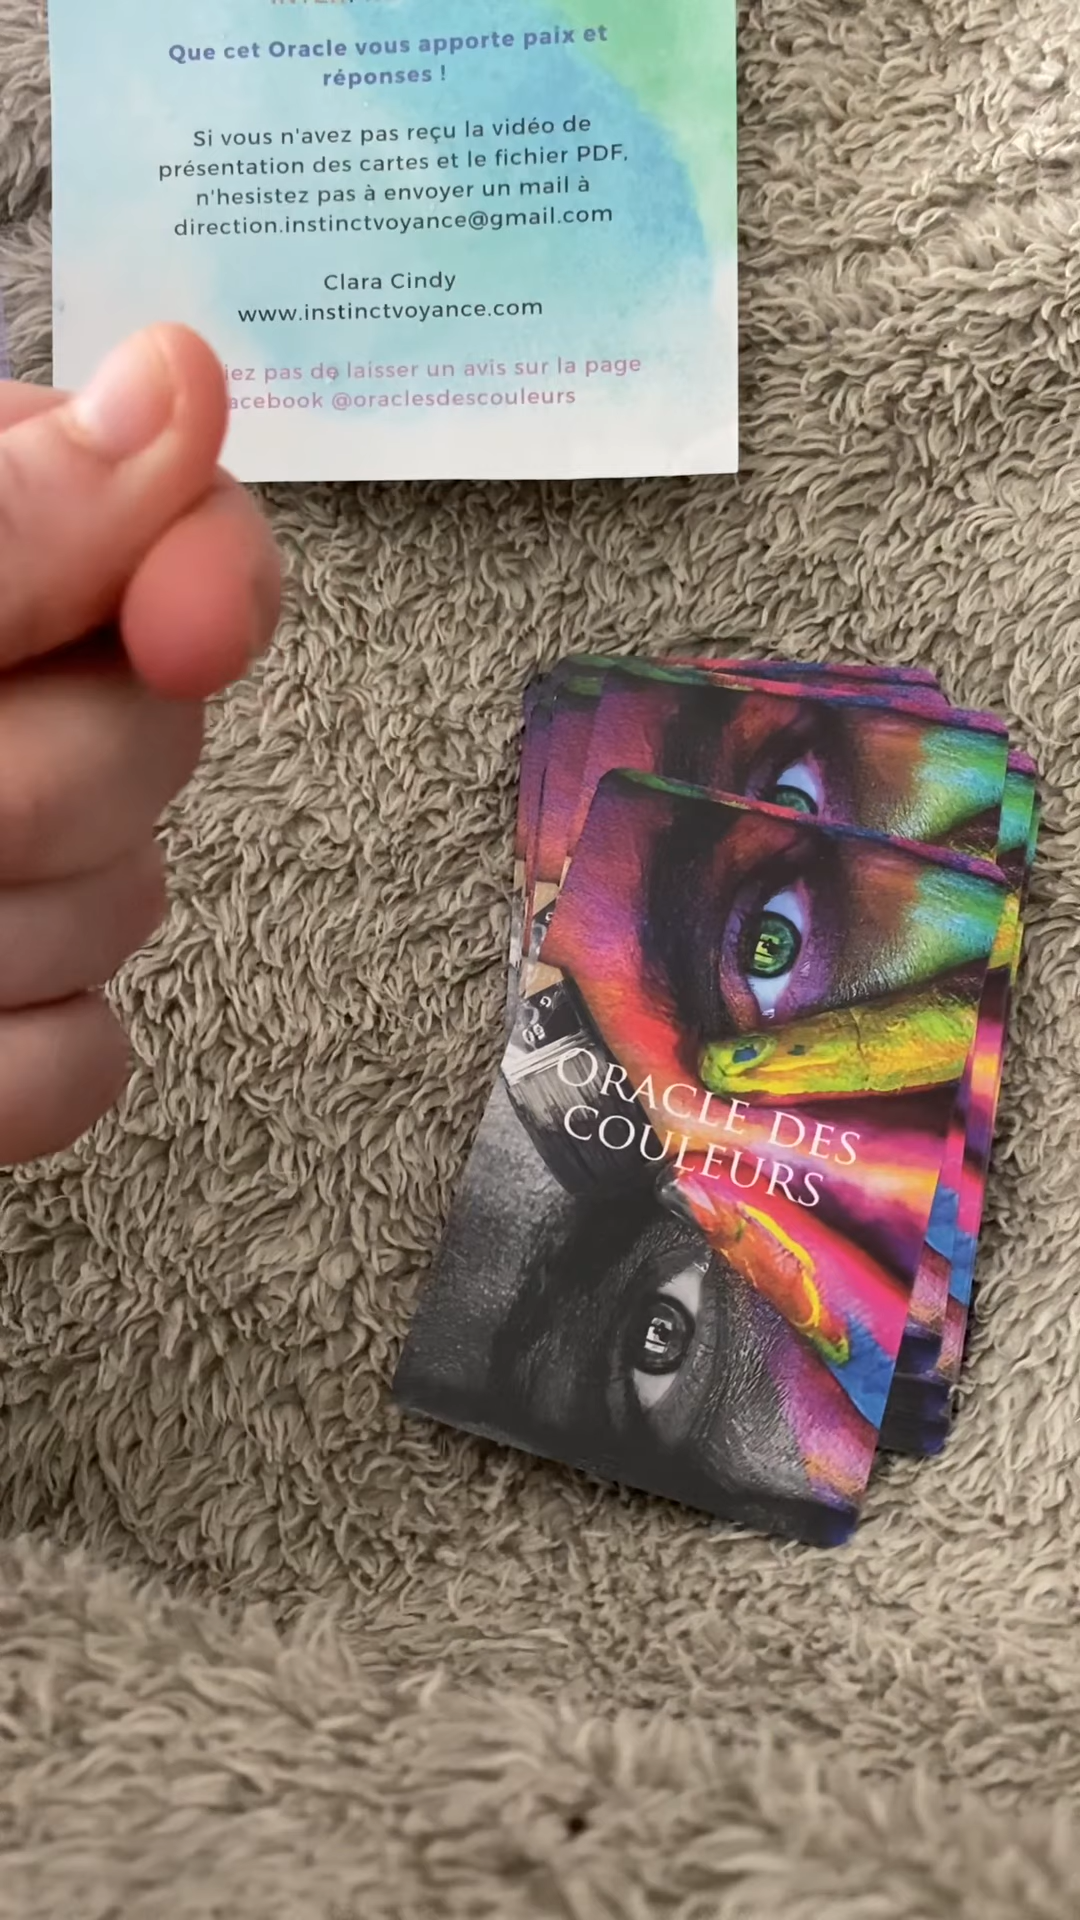 Que cet Oracle vous apporte paix et
réponses !
Si vous n'avez pas reçu la vidéo de
présentation des cartes et le fichier PDF,
n'hesistez pas à envoyer un mail à
direction.instinctvoyance@gmail.com
Clara Cindy
www.instinctvoyance.com
iez pas de laisser un avis sur la page
acebook @oraclesdescouleurs
ORACLE DES
COULEURS